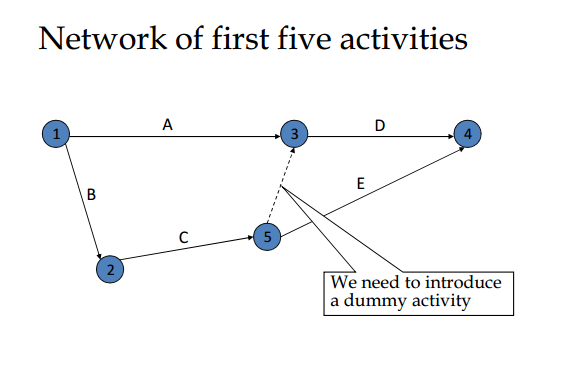 Network of first five activities
A
D
1
3
4
B
E
C
5
2
We need to introduce
a dummy activity